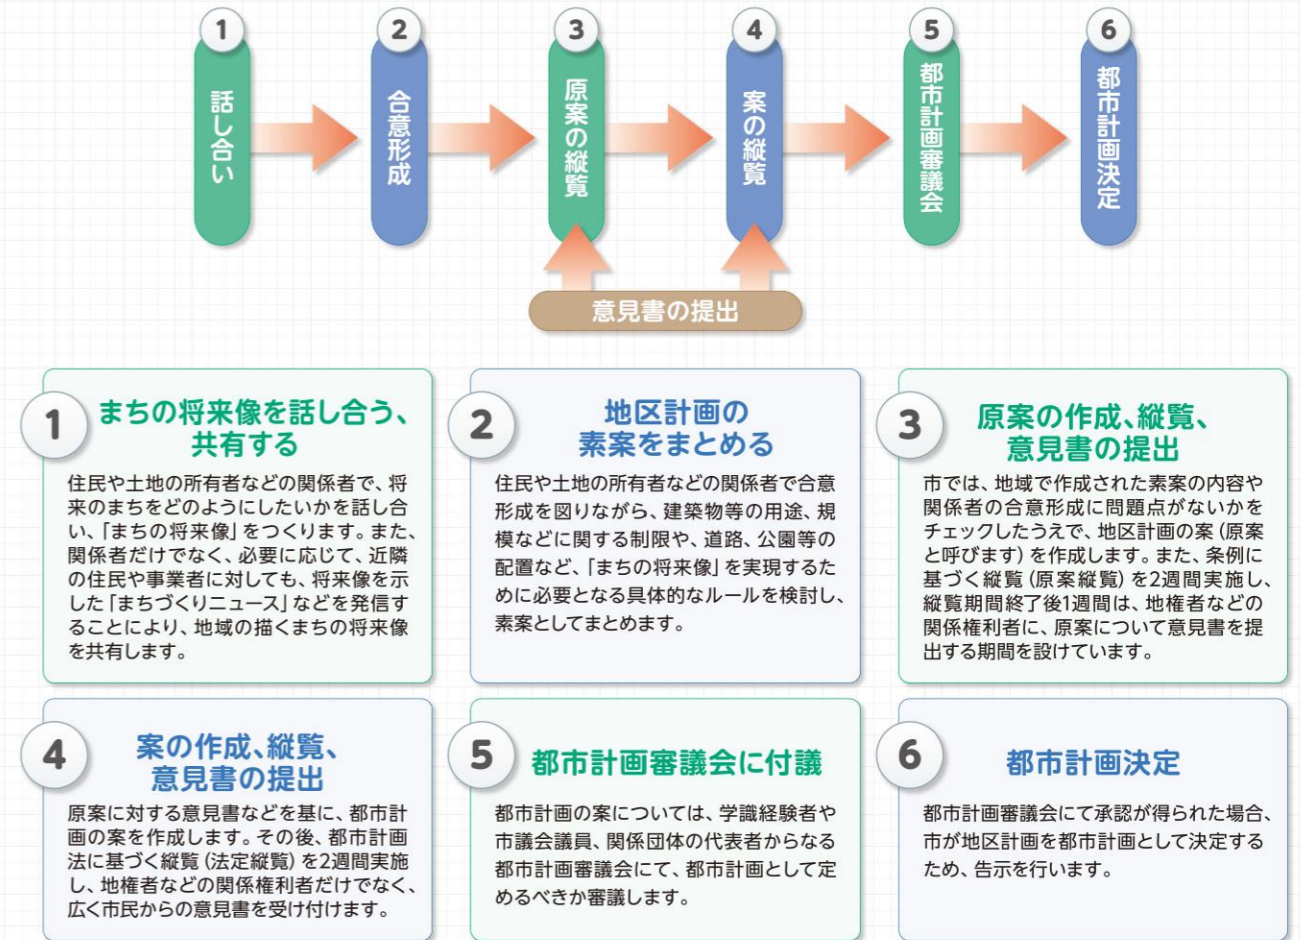 1
2
3
4
5
6
話し合い
合意形成
原案の縦覧
案の縦覧
都市計画審議会
都市計画決定
意見書の提出
1
まちの将来像を話し合う、
共有する
住民や土地の所有者などの関係者で、将
来のまちをどのようにしたいかを話し合
い、「まちの将来像」をつくります。また、
関係者だけでなく、必要に応じて、近隣
の住民や事業者に対しても、将来像を示
した「まちづくりニュース」などを発信す
ることにより、地域の描くまちの将来像
を共有します。
2
地区計画の
素案をまとめる
住民や土地の所有者などの関係者で合意
形成を図りながら、建築物等の用途、規
模などに関する制限や、道路、公園等の
配置など、「まちの将来像」を実現するた
めに必要となる具体的なルールを検討し、
素案としてまとめます。
3
原案の作成、縦覧、
意見書の提出
市では、地域で作成された素案の内容や
関係者の合意形成に問題点がないかを
チェックしたうえで、地区計画の案(原案
と呼びます)を作成します。また、条例に
基づく縦覧(原案縦覧)を2週間実施し、
縦覧期間終了後1週間は、地権者などの
関係権利者に、原案について意見書を提
出する期間を設けています。
4
案の作成、縦覧、
意見書の提出
原案に対する意見書などを基に、都市計
画の案を作成します。その後、都市計画
法に基づく縦覧(法定縦覧)を2週間実施
し、地権者などの関係権利者だけでなく、
広く市民からの意見書を受け付けます。
5
都市計画審議会に付議
都市計画の案については、学識経験者や
市議会議員、関係団体の代表者からなる
都市計画審議会にて、都市計画として定
めるべきか審議します。
6
都市計画決定
都市計画審議会にて承認が得られた場合、
市が地区計画を都市計画として決定する
ため、告示を行います。